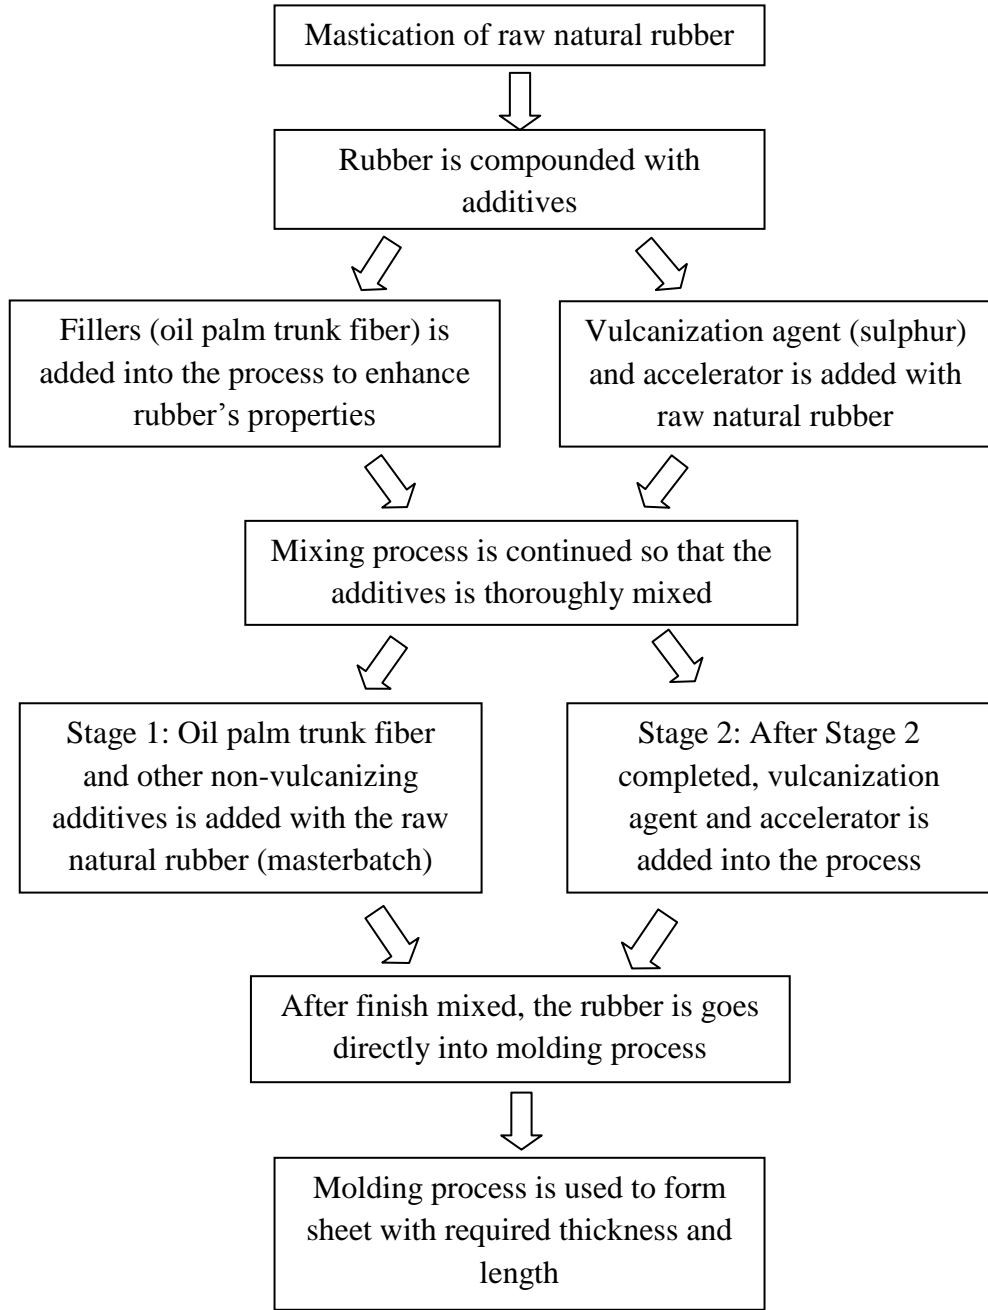 Mastication of raw natural rubber
Rubber is compounded with
additives
Fillers (oil palm trunk fiber) is
added into the process to enhance
rubber’s properties
Vulcanization agent (sulphur)
and accelerator is added with
raw natural rubber
Mixing process is continued so that the
additives is thoroughly mixed
Stage 1: Oil palm trunk fiber
and other non-vulcanizing
additives is added with the raw
natural rubber (masterbatch)
Stage 2: After Stage 2
completed, vulcanization
agent and accelerator is
added into the process
After finish mixed, the rubber is goes
directly into molding process
Molding process is used to form
sheet with required thickness and
length